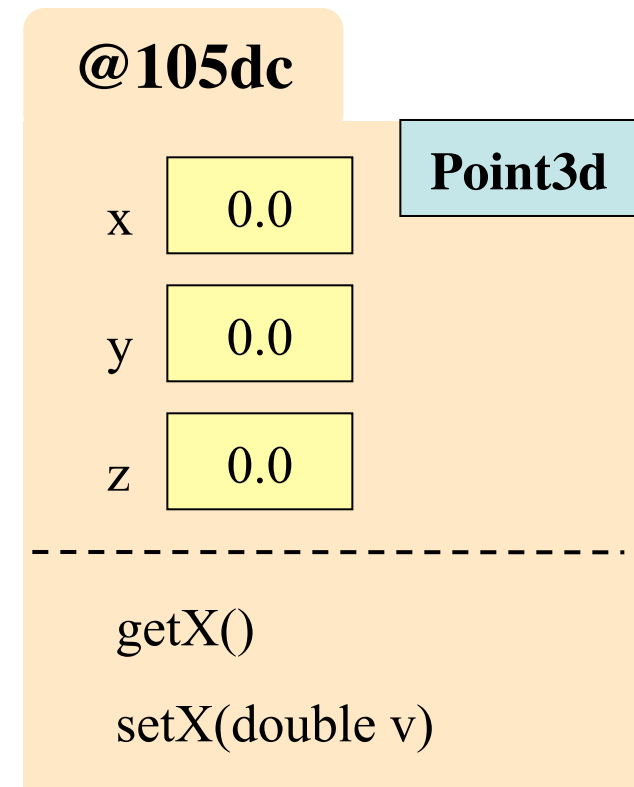 @105dc
Point3d
x 0.0
y 0.0
z 0.0
getX()
setX(double v)